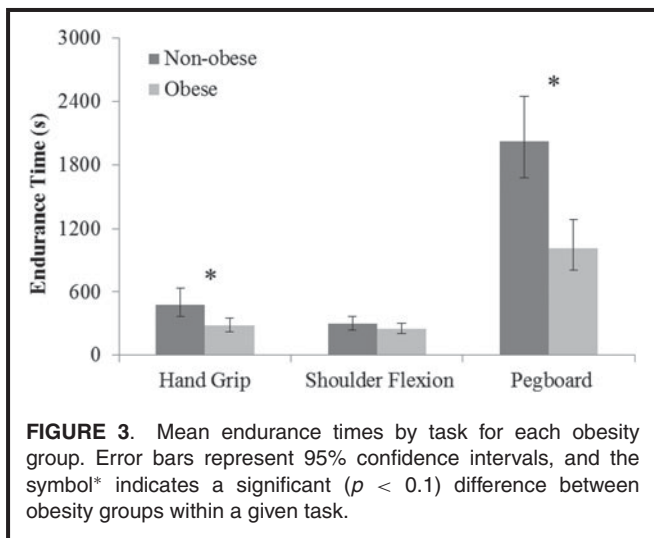 3000
2400
1800
1200
600
0
Endurance Time (s)
Non-obese
Obese
*
*
Hand Grip Shoulder Flexion Pegboard
FIGURE 3. Mean endurance times by task for each obesity
group. Error bars represent 95% confidence intervals, and the
symbol* indicates a significant (p < 0.1) difference between
obesity groups within a given task.